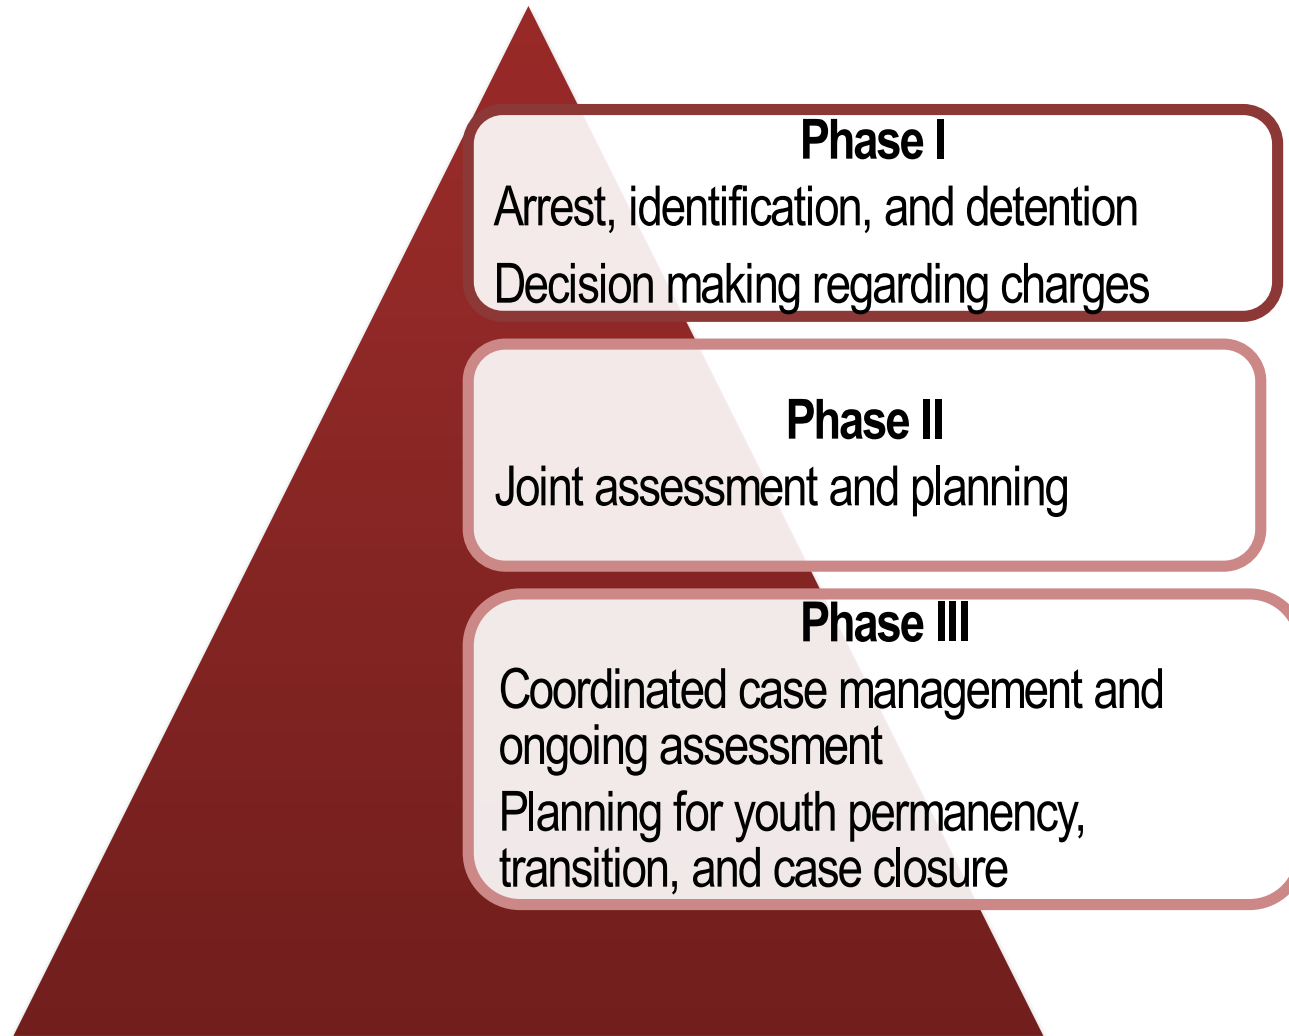 Phase I
Arrest, identification, and detention
Decision making regarding charges
Phase II
Joint assessment and planning
Phase III
Coordinated case management and
ongoing assessment
Planning for youth permanency,
transition, and case closure